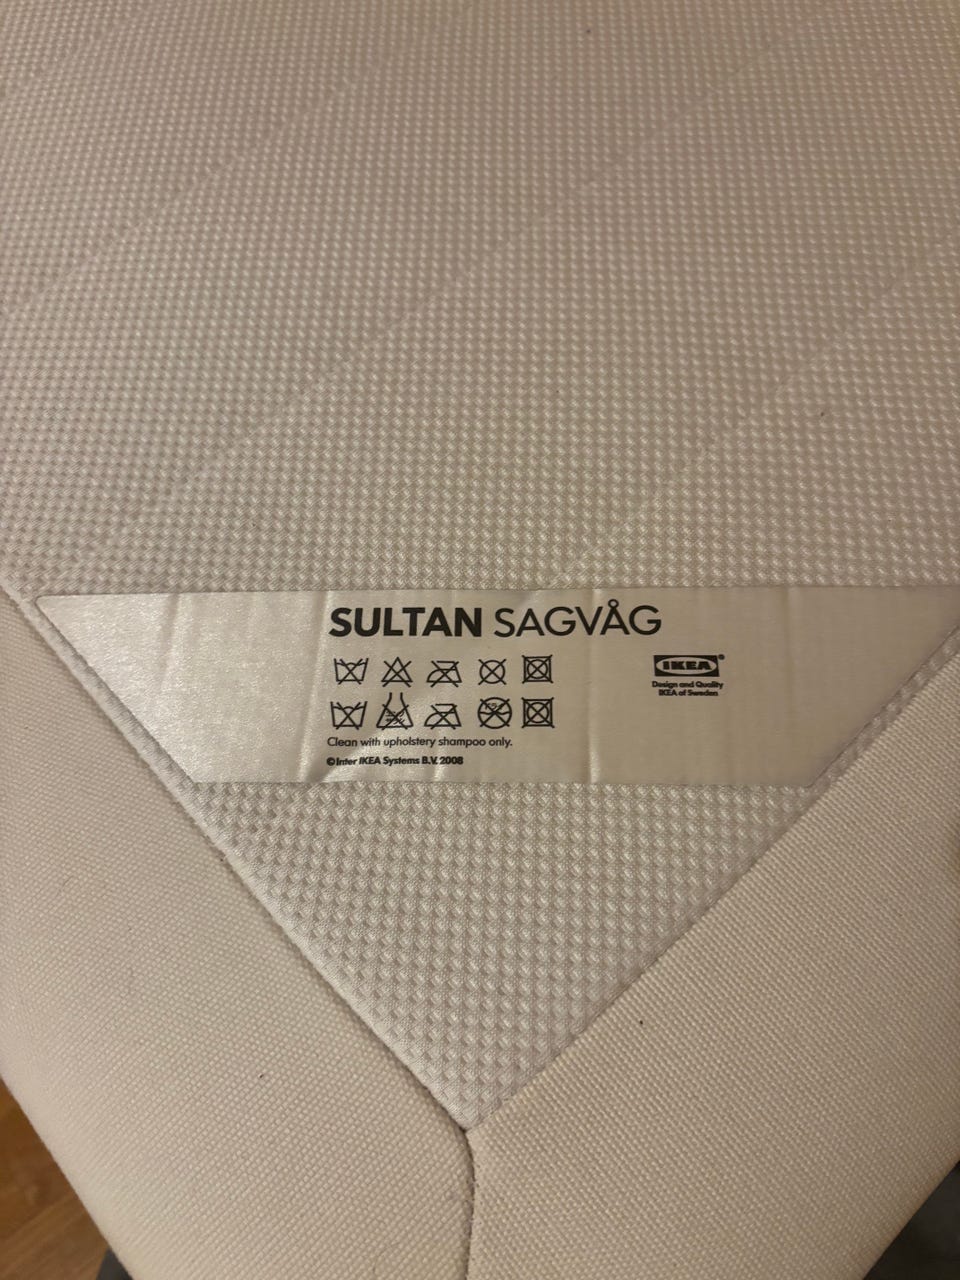 SULTAN SAGVÅG
IKEA
Design and Quality
IKEA of Sweden
Clean with upholstery shampoo only.
© Inter IKEA Systems B.V. 2008